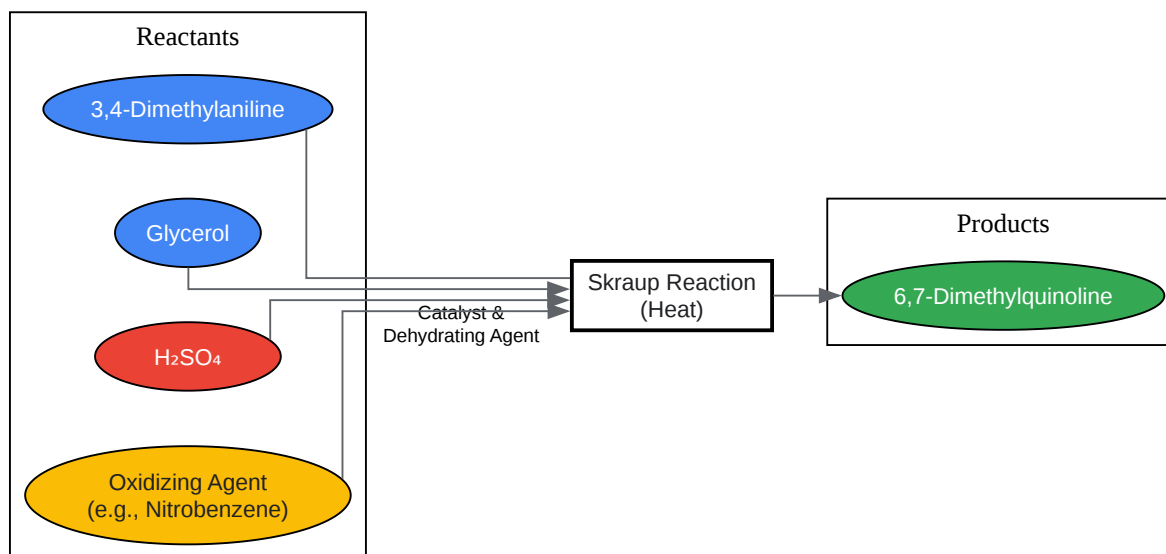 Reactants
3,4-Dimethylaniline
Glycerol
H₂SO₄
Oxidizing Agent
(e.g., Nitrobenzene)
Catalyst &
Dehydrating Agent
Skraup Reaction
(Heat)
Products
6,7-Dimethylquinoline